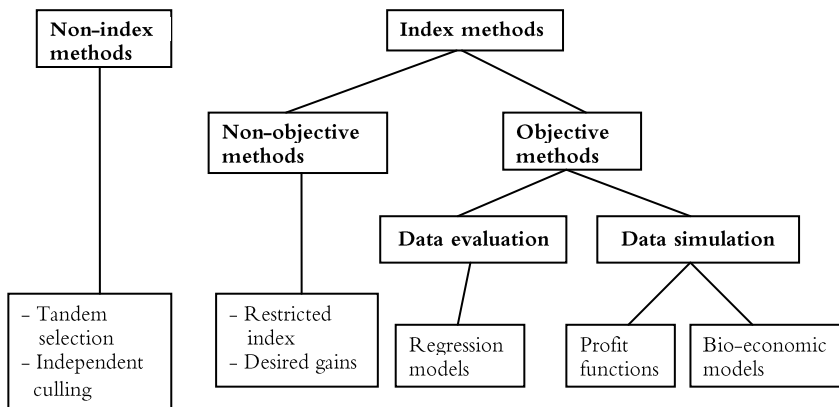 Non-index
methods
Index methods
Non-objective
methods
Objective
methods
Data evaluation
Data simulation
- Tandem
selection
- Independent
culling
- Restricted
index
- Desired gains
Regression
models
Profit
functions
Bio-economic
models